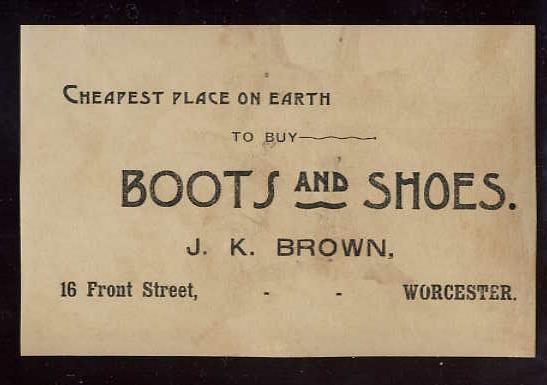 CHEAPEST PLACE ON EARTH
TO BUY
BOOTS AND SHOES.
J. K. BROWN,
16 Front Street, - - WORCESTER.